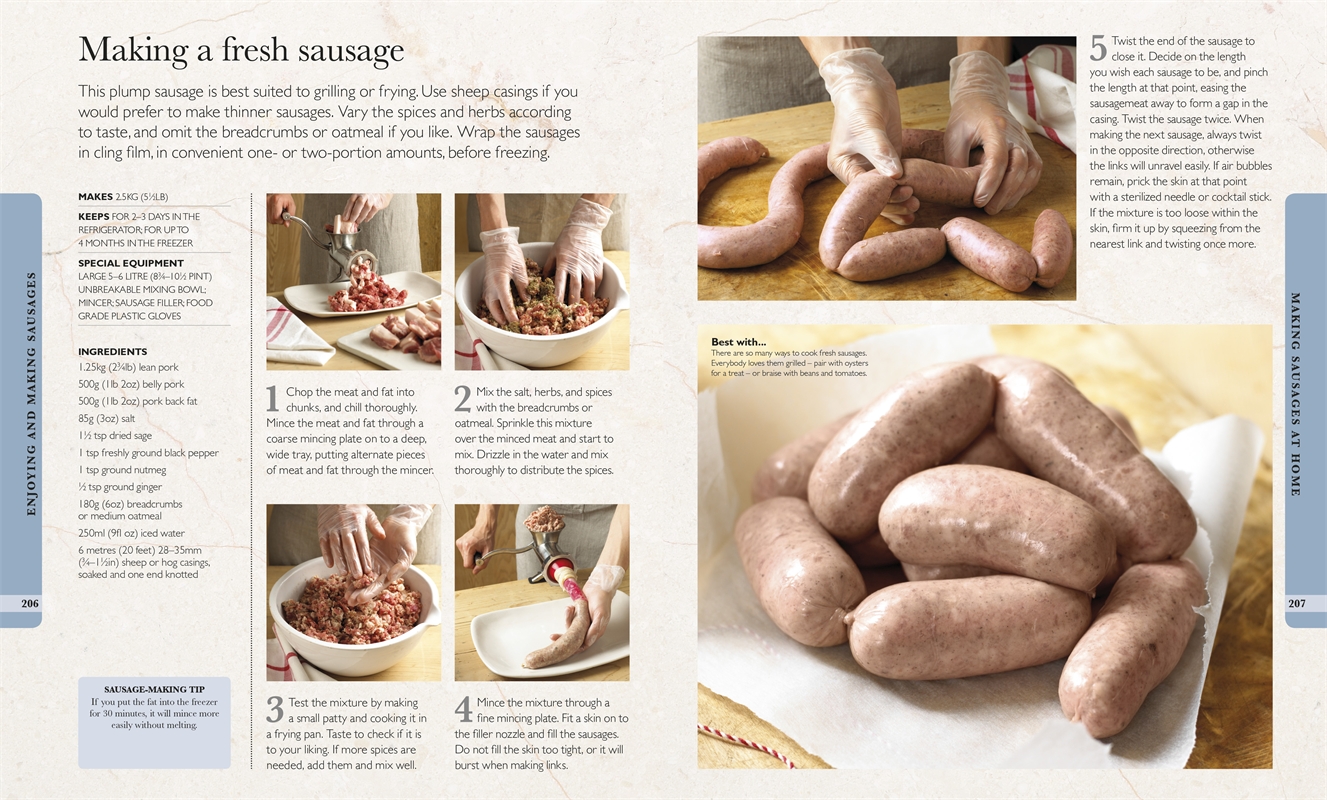 Making a fresh sausage
This plump sausage is best suited to grilling or frying. Use sheep casings if you
would prefer to make thinner sausages. Vary the spices and herbs according
to taste, and omit the breadcrumbs or oatmeal if you like. Wrap the sausages
in cling film, in convenient one- or two-portion amounts, before freezing.
ENJOYING AND MAKING SAUSAGES
206
MAKES 2.5KG (5½LB)
KEEPS FOR 2–3 DAYS IN THE
REFRIGERATOR; FOR UP TO
4 MONTHS IN THE FREEZER
SPECIAL EQUIPMENT
LARGE 5–6 LITRE (8¾–10½ PINT)
UNBREAKABLE MIXING BOWL;
MINCER; SAUSAGE FILLER; FOOD
GRADE PLASTIC GLOVES
INGREDIENTS
1.25kg (2¾lb) lean pork
500g (1lb 2oz) belly pork
500g (1lb 2oz) pork back fat
85g (3oz) salt
1½ tsp dried sage
1 tsp freshly ground black pepper
1 tsp ground nutmeg
½ tsp ground ginger
180g (6oz) breadcrumbs
or medium oatmeal
250ml (9fl oz) iced water
6 metres (20 feet) 28–35mm
(¾–1½in) sheep or hog casings,
soaked and one end knotted
SAUSAGE-MAKING TIP
If you put the fat into the freezer
for 30 minutes, it will mince more
easily without melting.
1 Chop the meat and fat into
chunks, and chill thoroughly.
Mince the meat and fat through a
coarse mincing plate on to a deep,
wide tray, putting alternate pieces
of meat and fat through the mincer.
2 Mix the salt, herbs, and spices
with the breadcrumbs or
oatmeal. Sprinkle this mixture
over the minced meat and start to
mix. Drizzle in the water and mix
thoroughly to distribute the spices.
3 Test the mixture by making
a small patty and cooking it in
a frying pan. Taste to check if it is
to your liking. If more spices are
needed, add them and mix well.
4 Mince the mixture through a
fine mincing plate. Fit a skin on to
the filler nozzle and fill the sausages.
Do not fill the skin too tight, or it will
burst when making links.
5 Twist the end of the sausage to
close it. Decide on the length
you wish each sausage to be, and pinch
the length at that point, easing the
sausagemeat away to form a gap in the
casing. Twist the sausage twice. When
making the next sausage, always twist
in the opposite direction, otherwise
the links will unravel easily. If air bubbles
remain, prick the skin at that point
with a sterilized needle or cocktail stick.
If the mixture is too loose within the
skin, firm it up by squeezing from the
nearest link and twisting once more.
Best with...
There are so many ways to cook fresh sausages.
Everybody loves them grilled – pair with oysters
for a treat – or braise with beans and tomatoes.
MAKING SAUSAGES AT HOME
207